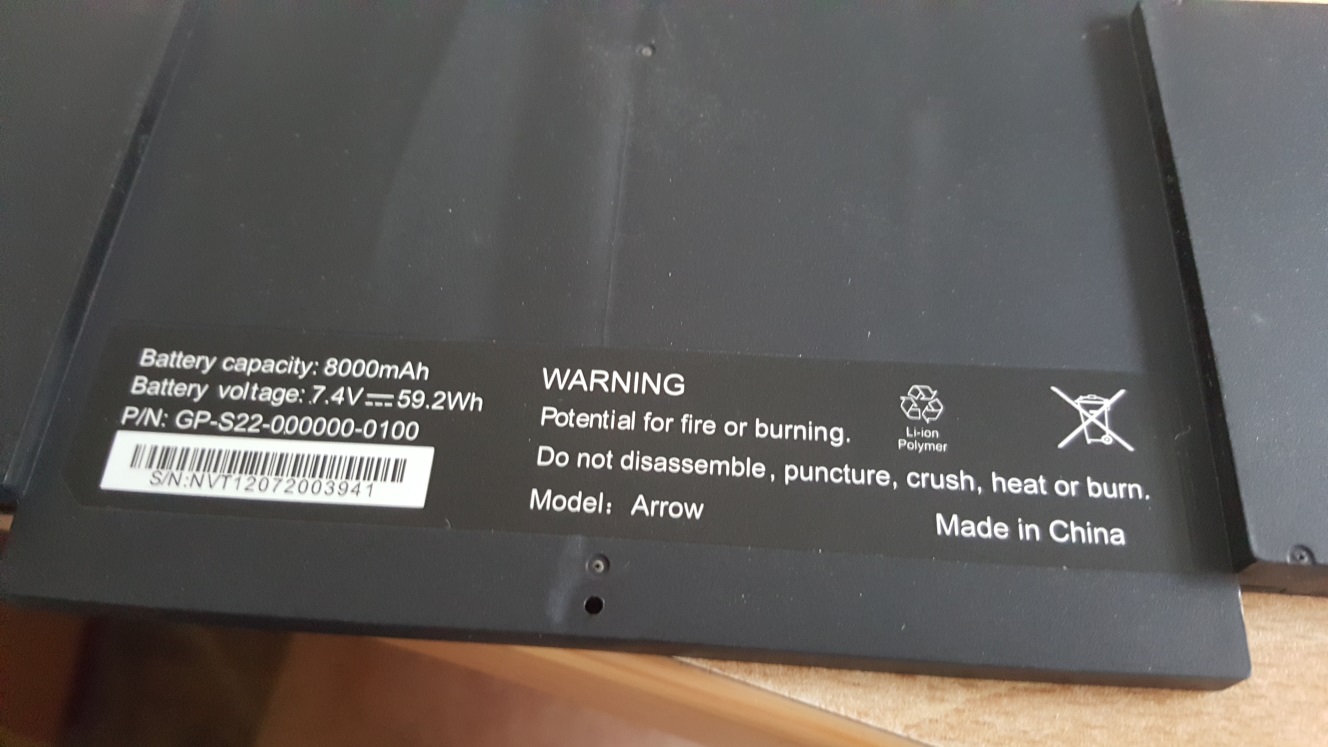 Battery capacity: 8000mAh
Battery voltage: 7.4V⎓59.2Wh
P/N: GP-S22-000000-0100
S/N:NVT12072003941
WARNING
Potential for fire or burning.
Li-ion
Polymer
Do not disassemble, puncture, crush, heat or burn.
Model: Arrow
Made in China